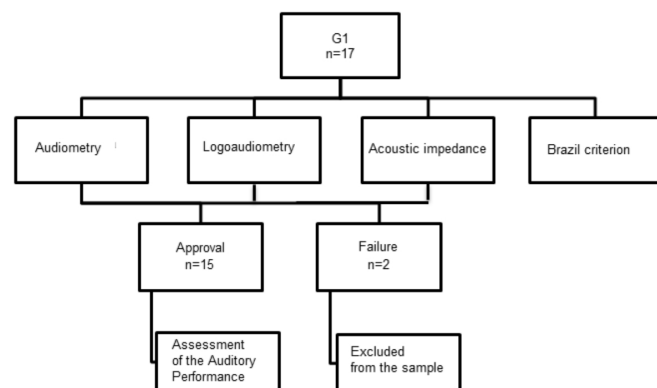 G1
n=17
Audiometry
Logoaudiometry
Acoustic impedance
Brazil criterion
Approval
n=15
Failure
n=2
Assessment
of the Auditory
Performance
Excluded
from the sample